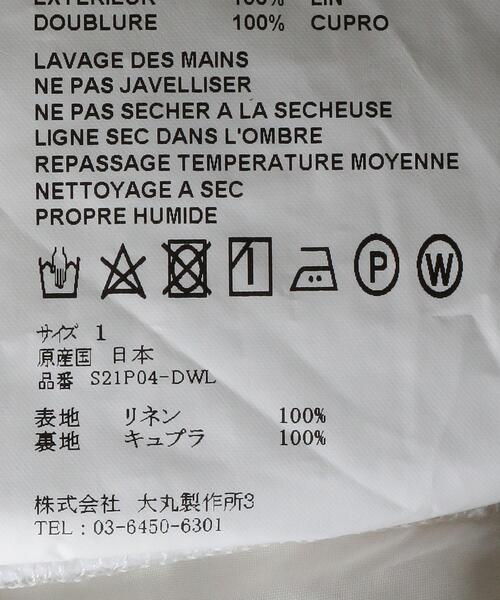 EXTERIEUR 100% LIN
DOUBLURE 100% CUPRO
LAVAGE DES MAINS
NE PAS JAVELLISER
NE PAS SECHER A LA SECHEUSE
LIGNE SEC DANS L'OMBRE
REPASSAGE TEMPERATURE MOYENNE
NETTOYAGE A SEC
PROPRE HUMIDE
P W
サイズ 1
原産国 日本
品番 S21P04-DWL
表地 リネン 100%
裏地 キュプラ 100%
株式会社 大丸製作所3
TEL：03-6450-6301